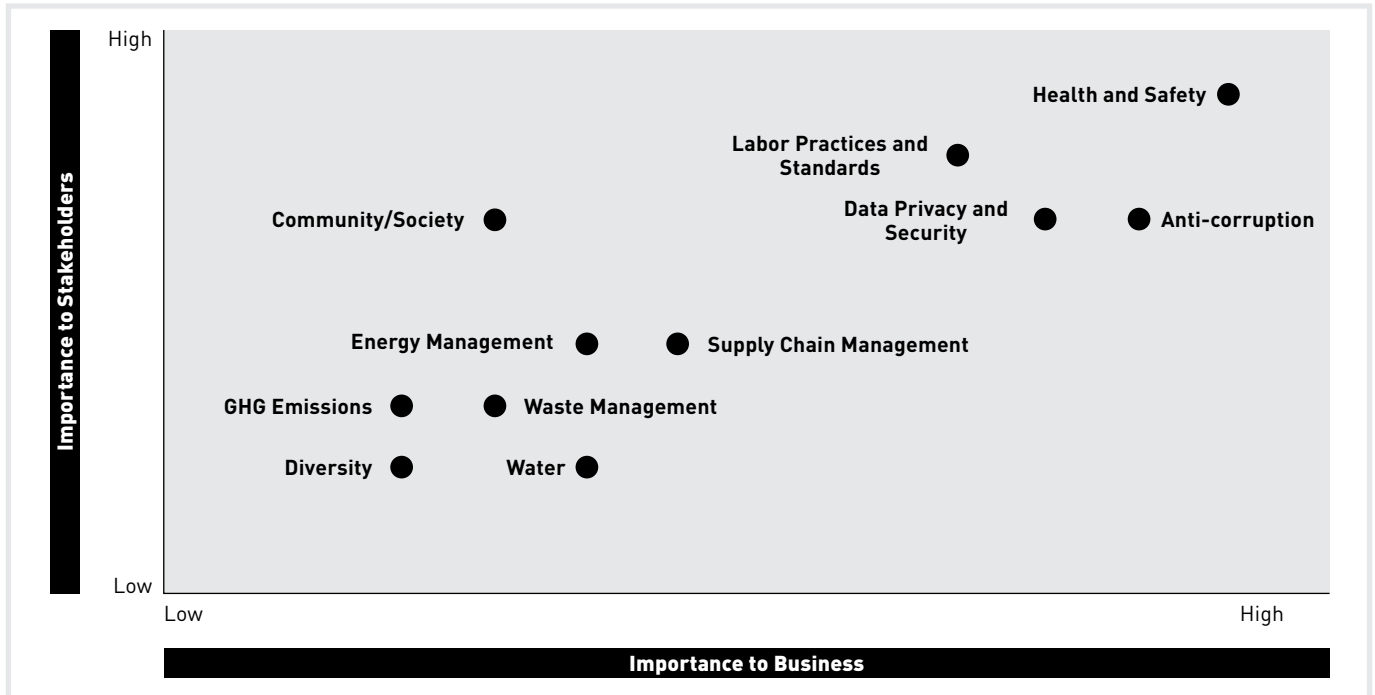 High
Health and Safety
Labor Practices and
Standards
Community/Society
Data Privacy and
Security
Anti-corruption
Importance to Stakeholders
Energy Management
Supply Chain Management
GHG Emissions
Waste Management
Diversity
Water
Low
Low
High
Importance to Business